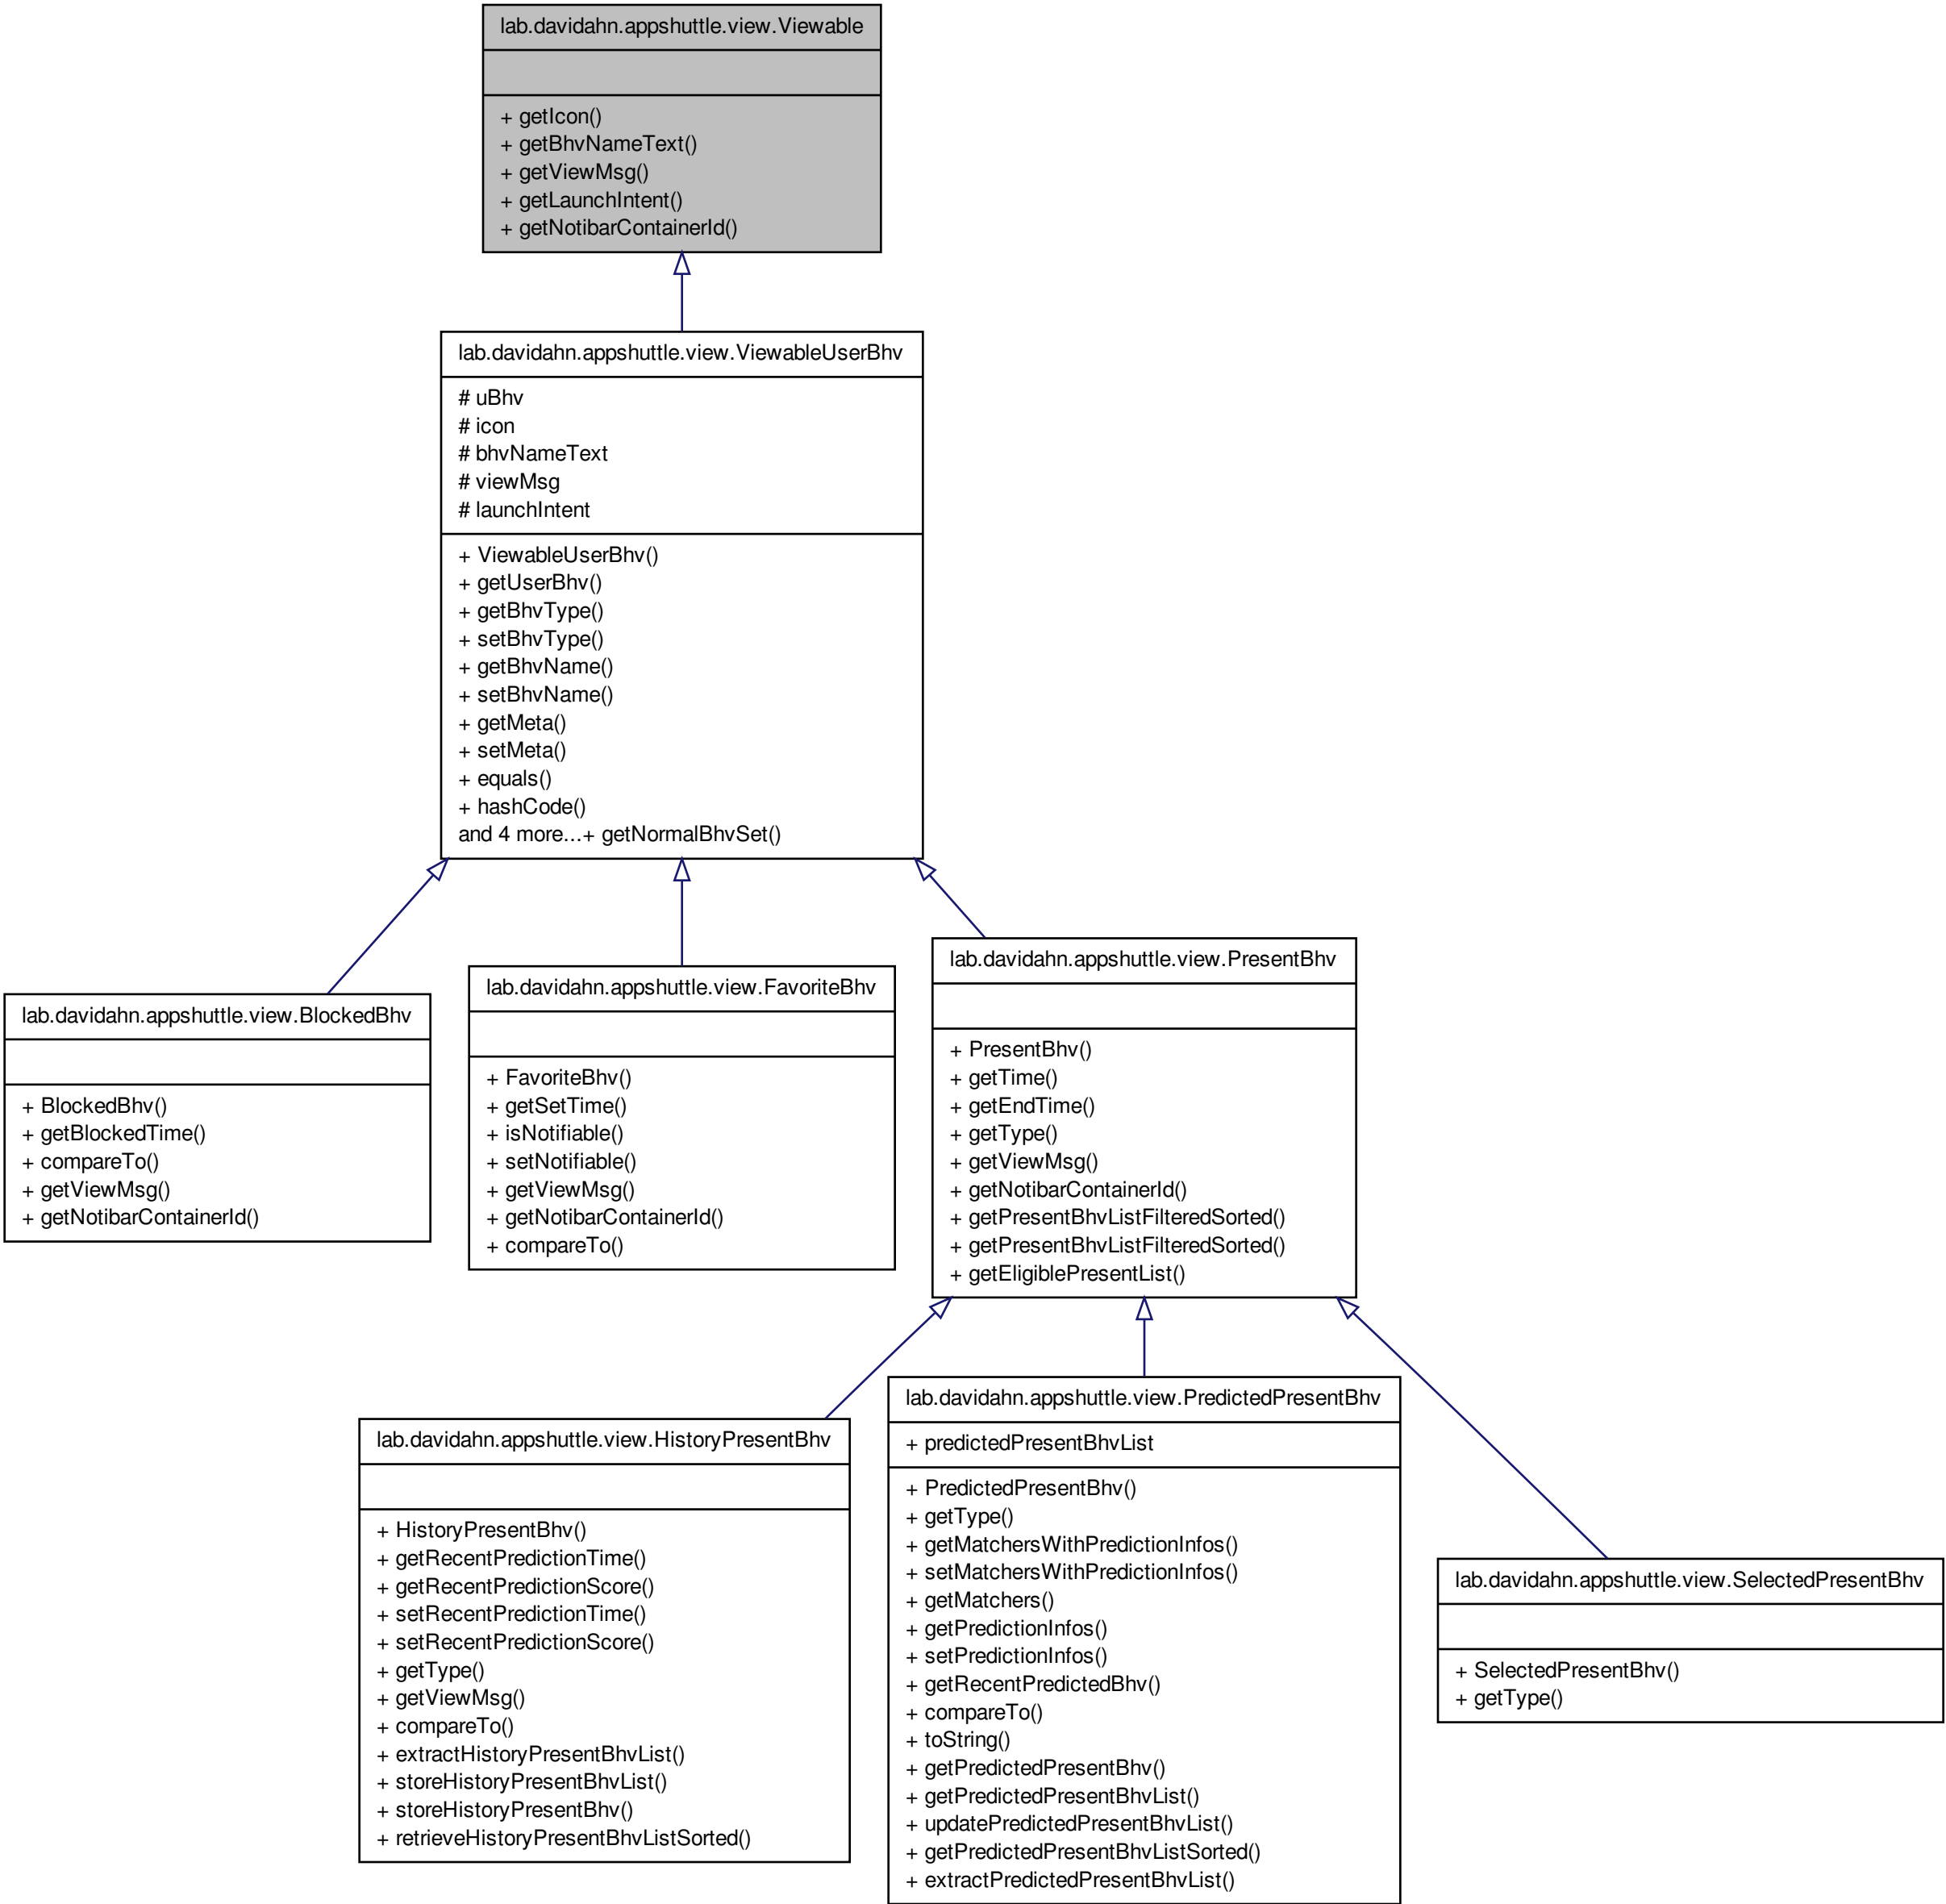 lab.davidahn.appshuttle.view.Viewable
+ getIcon()
+ getBhvNameText()
+ getViewMsg()
+ getLaunchIntent()
+ getNotibarContainerId()
lab.davidahn.appshuttle.view.ViewableUserBhv
# uBhv
# icon
# bhvNameText
# viewMsg
# launchIntent
+ ViewableUserBhv()
+ getUserBhv()
+ getBhvType()
+ setBhvType()
+ getBhvName()
+ setBhvName()
+ getMeta()
+ setMeta()
+ equals()
+ hashCode()
and 4 more...+ getNormalBhvSet()
lab.davidahn.appshuttle.view.BlockedBhv
+ BlockedBhv()
+ getBlockedTime()
+ compareTo()
+ getViewMsg()
+ getNotibarContainerId()
lab.davidahn.appshuttle.view.FavoriteBhv
+ FavoriteBhv()
+ getSetTime()
+ isNotifiable()
+ setNotifiable()
+ getViewMsg()
+ getNotibarContainerId()
+ compareTo()
lab.davidahn.appshuttle.view.PresentBhv
+ PresentBhv()
+ getTime()
+ getEndTime()
+ getType()
+ getViewMsg()
+ getNotibarContainerId()
+ getPresentBhvListFilteredSorted()
+ getPresentBhvListFilteredSorted()
+ getEligiblePresentList()
lab.davidahn.appshuttle.view.HistoryPresentBhv
+ HistoryPresentBhv()
+ getRecentPredictionTime()
+ getRecentPredictionScore()
+ setRecentPredictionTime()
+ setRecentPredictionScore()
+ getType()
+ getViewMsg()
+ compareTo()
+ extractHistoryPresentBhvList()
+ storeHistoryPresentBhvList()
+ storeHistoryPresentBhv()
+ retrieveHistoryPresentBhvListSorted()
lab.davidahn.appshuttle.view.PredictedPresentBhv
+ predictedPresentBhvList
+ PredictedPresentBhv()
+ getType()
+ getMatchersWithPredictionInfos()
+ setMatchersWithPredictionInfos()
+ getMatchers()
+ getPredictionInfos()
+ setPredictionInfos()
+ getRecentPredictedBhv()
+ compareTo()
+ toString()
+ getPredictedPresentBhv()
+ getPredictedPresentBhvList()
+ updatePredictedPresentBhvList()
+ getPredictedPresentBhvListSorted()
+ extractPredictedPresentBhvList()
lab.davidahn.appshuttle.view.SelectedPresentBhv
+ SelectedPresentBhv()
+ getType()